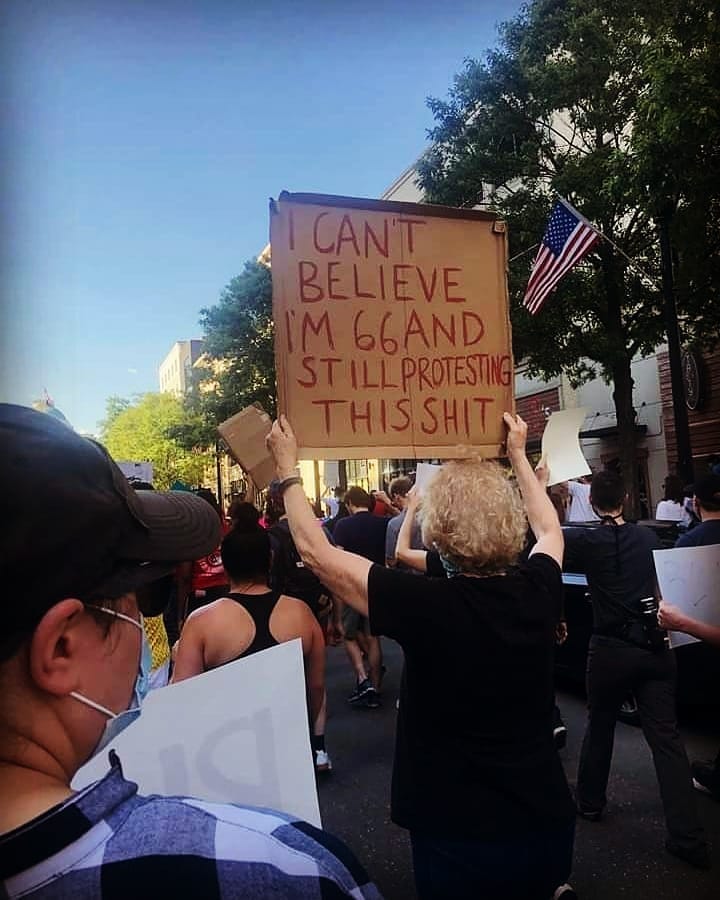 I CAN'T
BELIEVE
I'M 66 AND
STILL PROTESTING
THIS SHIT